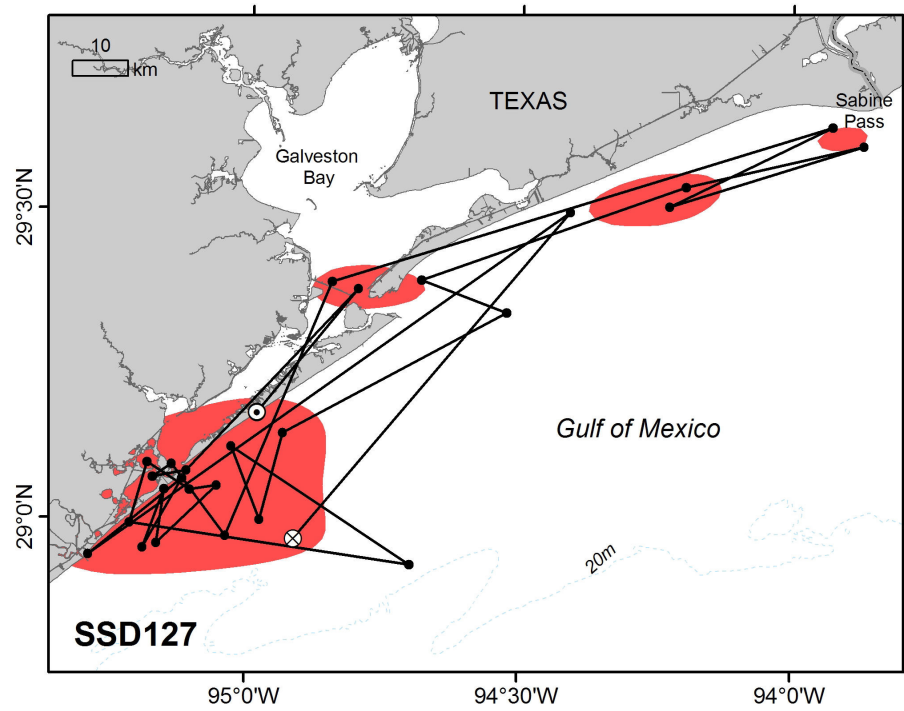 10
km
TEXAS
Sabine
Pass
Galveston
Bay
29°30'N
Gulf of Mexico
29°0'N
20m
SSD127
95°0'W
94°30'W
94°0'W